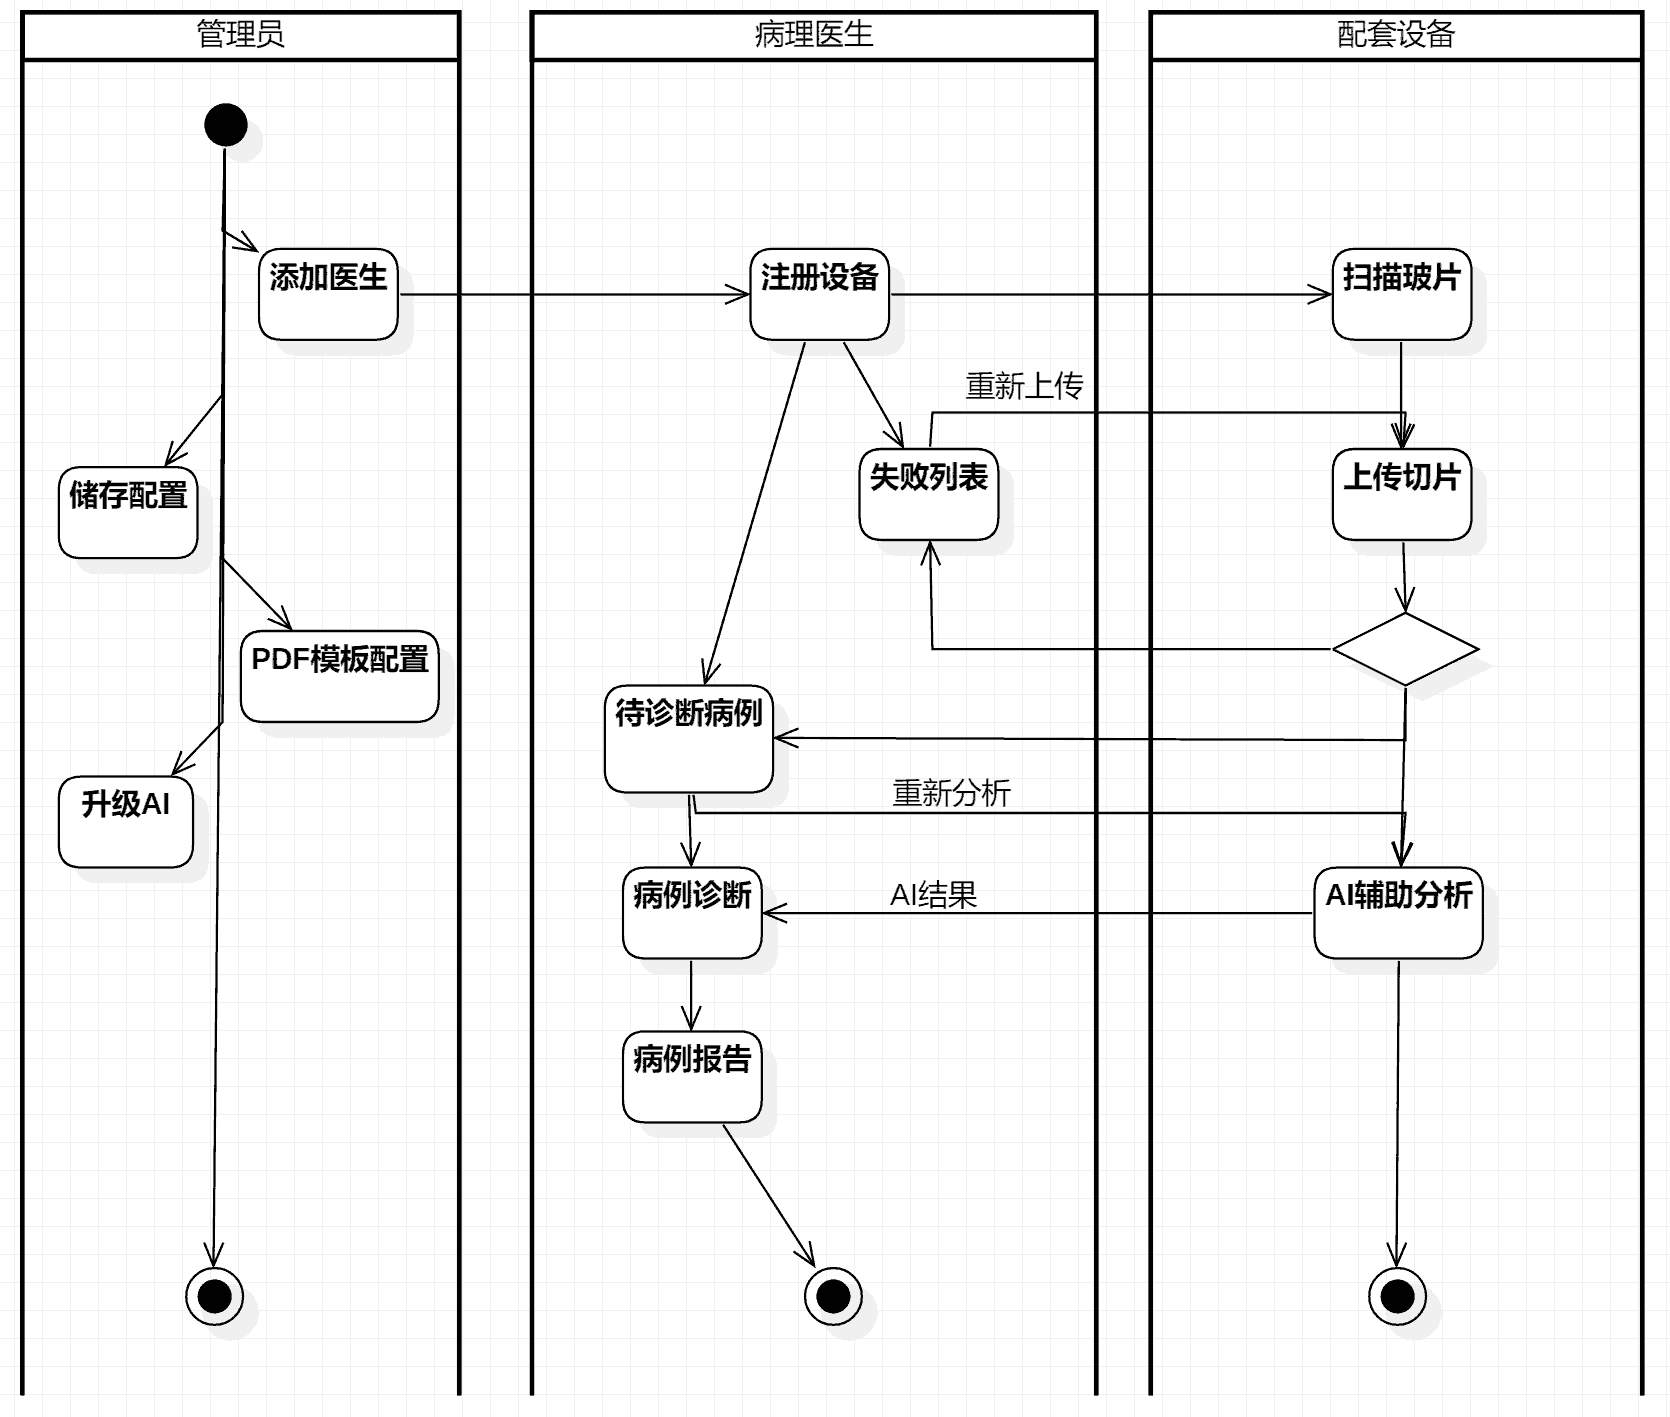 管理员
病理医生
配套设备
添加医生
注册设备
扫描玻片
重新上传
储存配置
失败列表
上传切片
PDF模板配置
待诊断病例
升级AI
重新分析
病例诊断
AI结果
AI辅助分析
病例报告